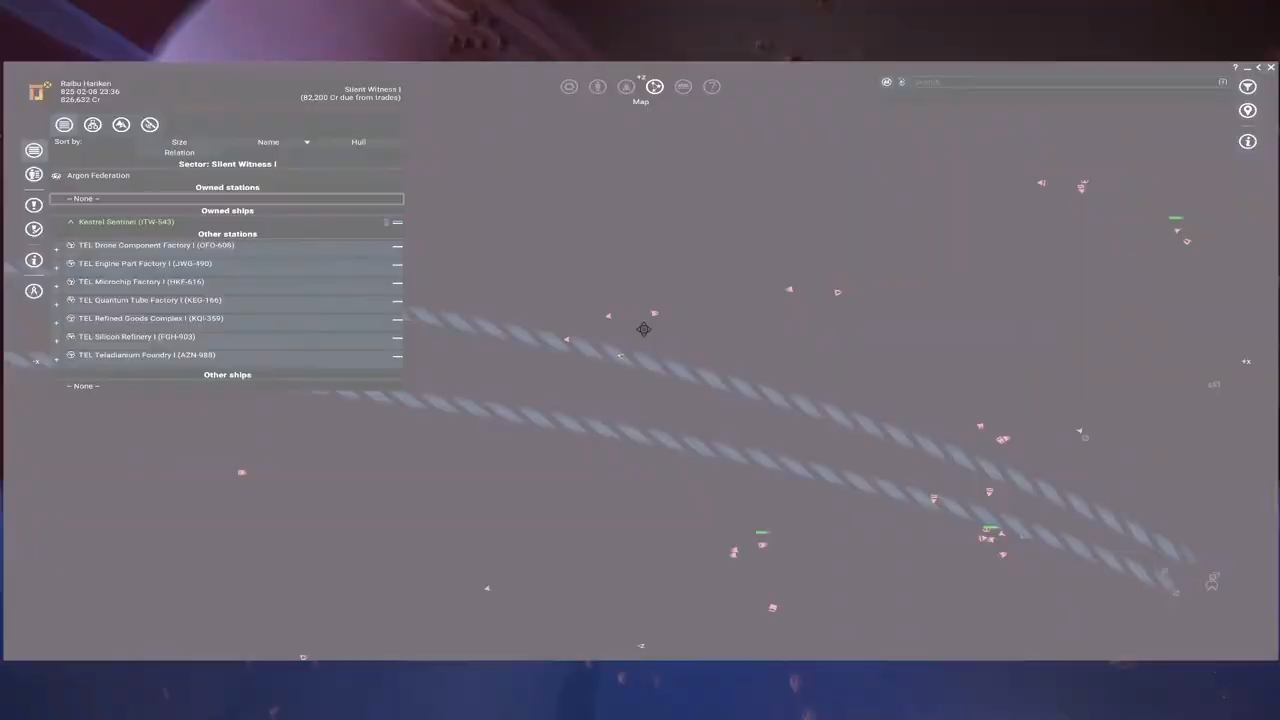 Raibu Hariken
825 02-08 23:36
826,632 Cr
Silent Witness I
(82,200 Cr due from trades)
+z
Map
Search
? _ < X
Sort by:
Size
Name
Hull
Relation
Sector: Silent Witness I
Argon Federation
Owned stations
-- None --
Owned ships
Kestrel Sentinel (ITW-543)
Other stations
TEL Drone Component Factory I (OFO-608)
TEL Engine Part Factory I (JWG-490)
TEL Microchip Factory I (HKF-616)
TEL Quantum Tube Factory I (KEG-166)
TEL Refined Goods Complex I (KQI-359)
TEL Silicon Refinery I (FGH-903)
TEL Teladianium Foundry I (AZN-988)
-x
+x
Other ships
-- None --
-z